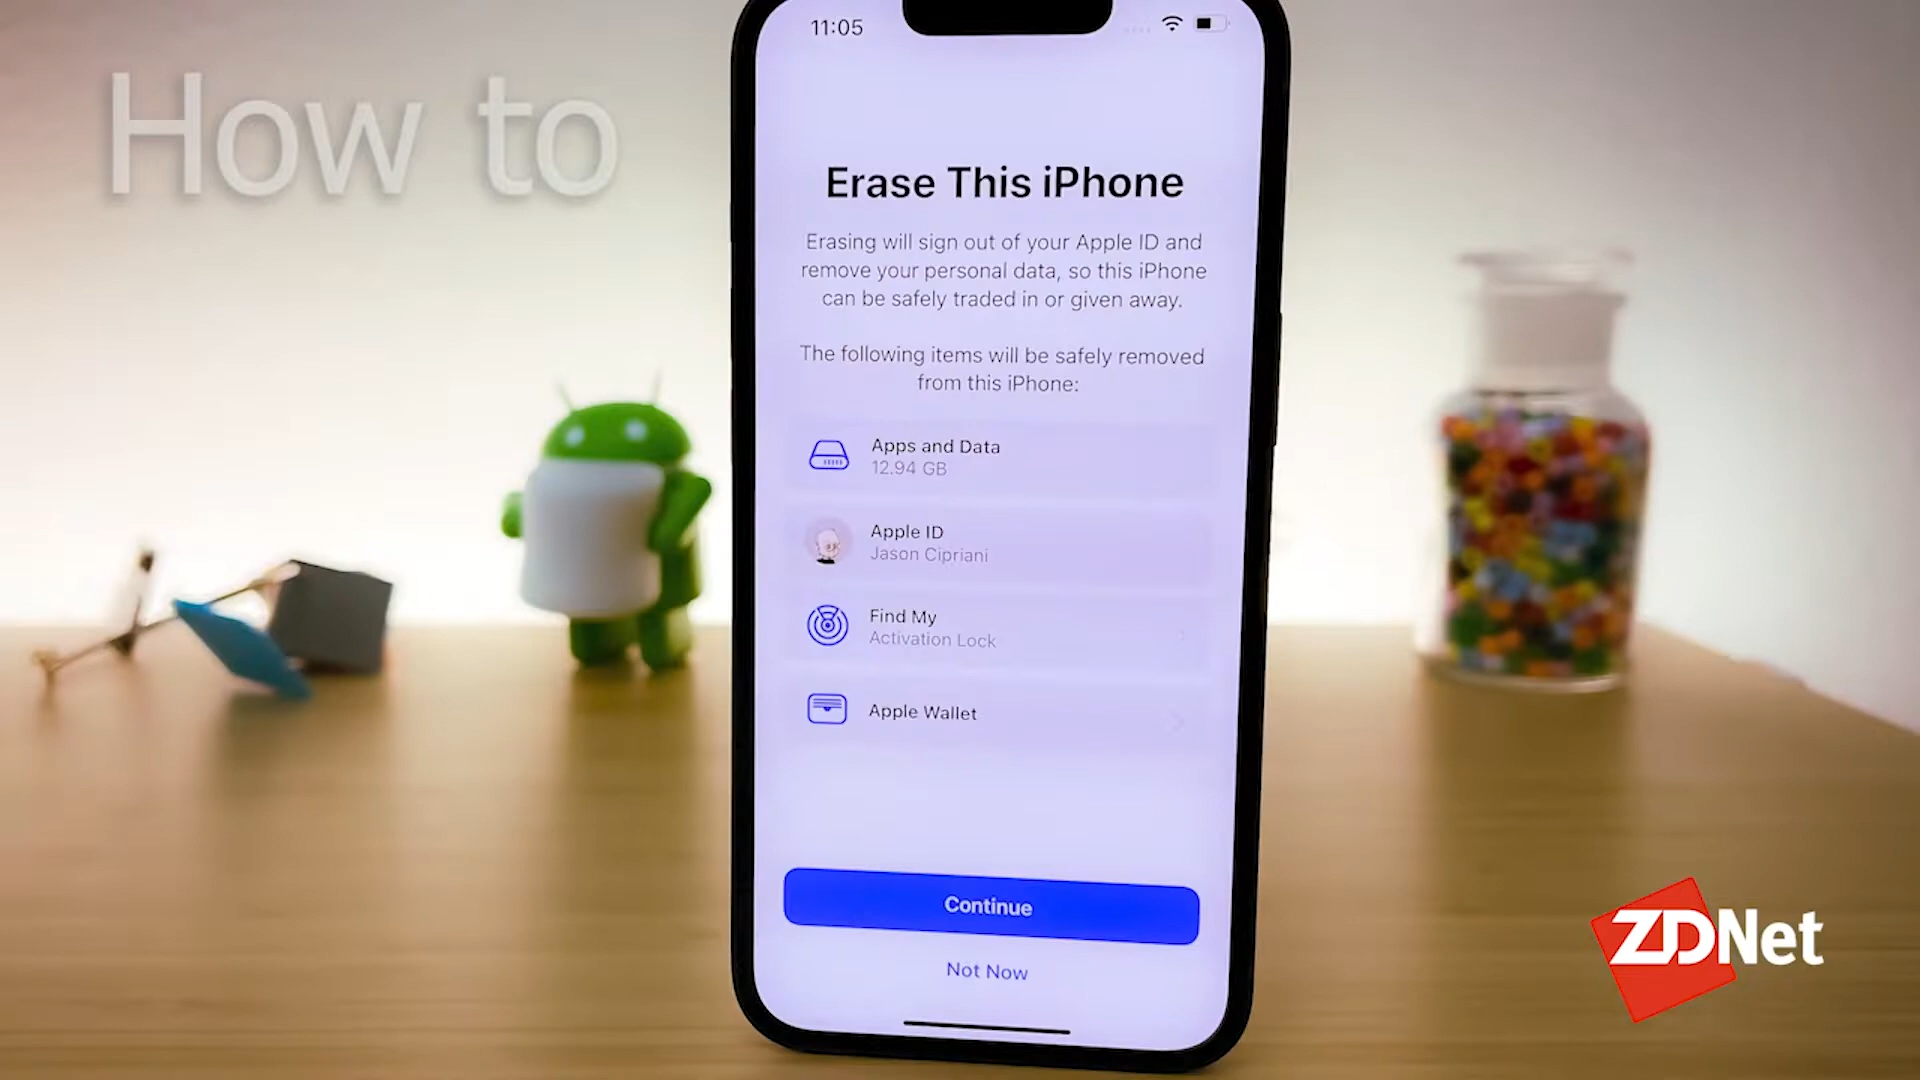 How to
11:05
Erase This iPhone
Erasing will sign out of your Apple ID and
remove your personal data, so this iPhone
can be safely traded in or given away.
The following items will be safely removed
from this iPhone:
Apps and Data
12.94 GB
Apple ID
Jason Cipriani
Find My
Activation Lock
Apple Wallet
Continue
Not Now
ZDNet